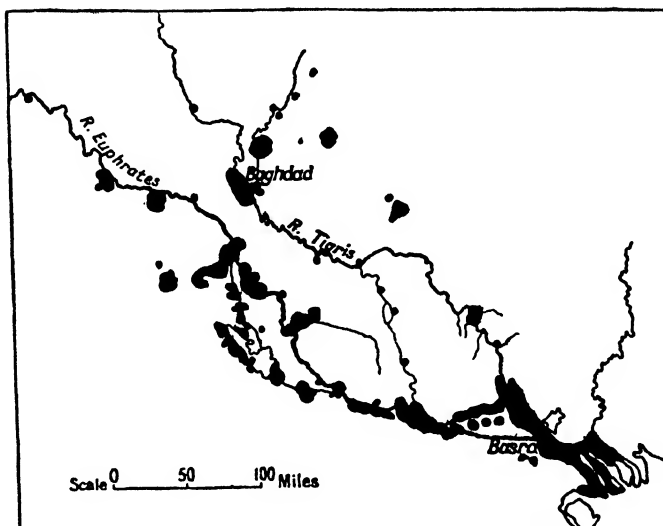 R. Euphrates
Baghdad
R. Tigris
Basra
Scale 0 50 100 Miles